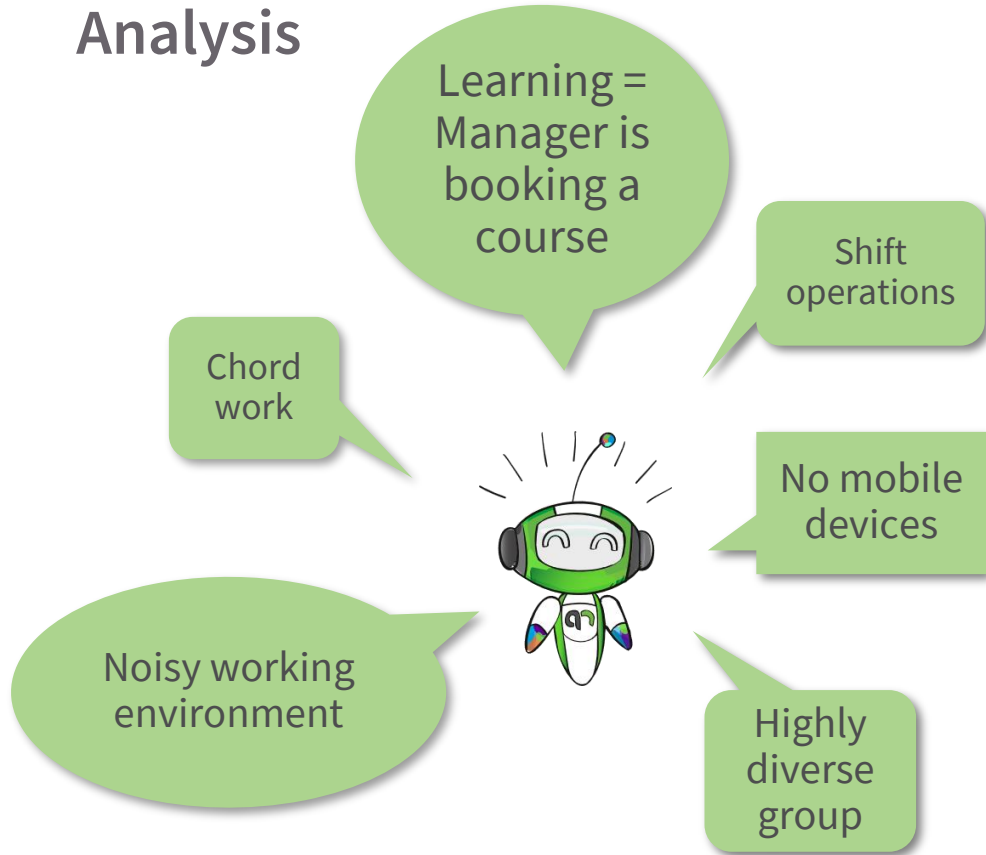 Analysis
Learning =
Manager is
booking a
course
Shift
operations
Chord
work
No mobile
devices
Noisy working
environment
Highly
diverse
group